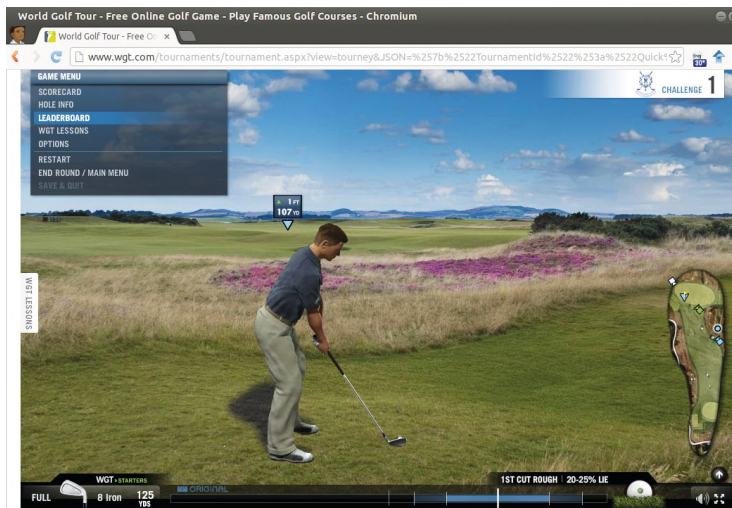 World Golf Tour - Free Online Golf Game - Play Famous Golf Courses - Chromium
World Golf Tour - Free On
www.wgt.com/tournaments/tournament.aspx?view=tourney&JSON=%257b%2522TournamentId%2522%253a%2522Quick
30°
GAME MENU
SCORECARD
HOLE INFO
LEADERBOARD
WGT LESSONS
OPTIONS
RESTART
END ROUND / MAIN MENU
SAVE & QUIT
CHALLENGE 1
1 FT
107 YD
WGT LESSONS
WGT STARTERS
FULL
8 Iron
125 YDS
ORIGINAL
1ST CUT ROUGH | 20-25% LIE